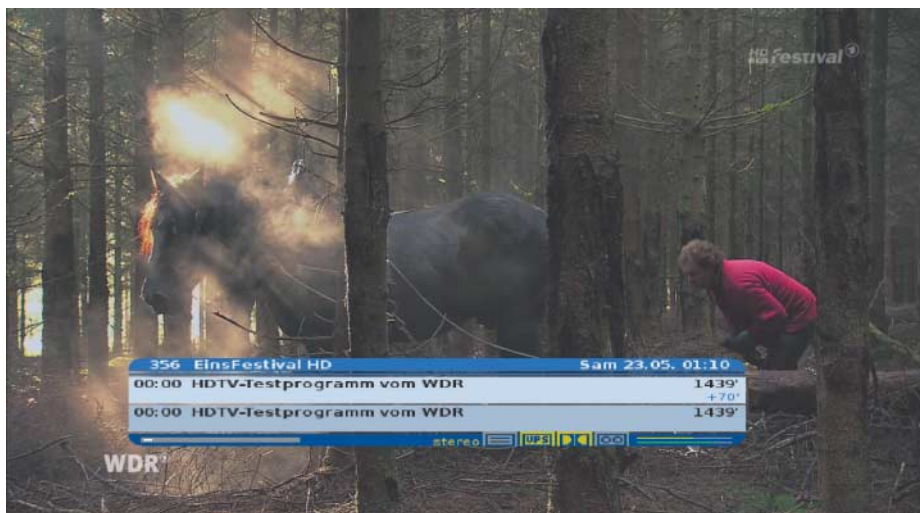 HD Festival
356 EinsFestival HD Sam 23.05. 01:10
00:00 HDTV-Testprogramm vom WDR 1439'
+70'
00:00 HDTV-Testprogramm vom WDR 1439'
stereo UPS
WDR